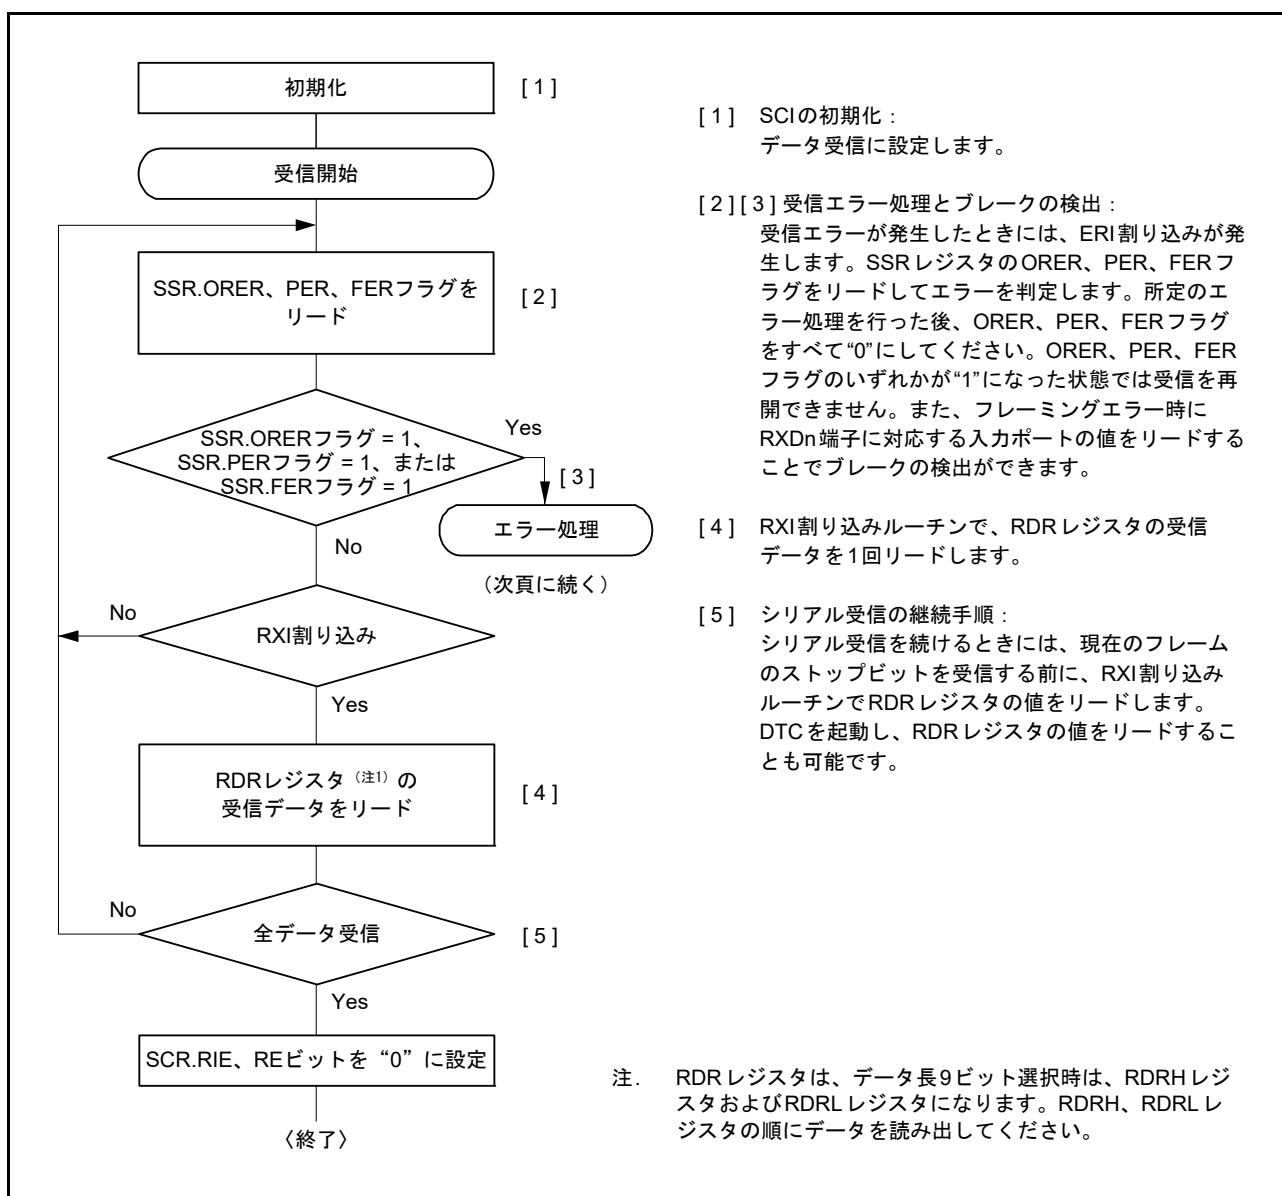 初期化
[ 1 ]
受信開始
SSR.ORER、PER、FERフラグを
リード
[ 2 ]
SSR.ORERフラグ = 1、
SSR.PERフラグ = 1、または
SSR.FERフラグ = 1
Yes
[ 3 ]
エラー処理
（次頁に続く）
No
RXI割り込み
No
Yes
RDRレジスタ（注1）の
受信データをリード
[ 4 ]
全データ受信
No
[ 5 ]
Yes
SCR.RIE、REビットを“0”に設定
〈終了〉
[ 1 ] SCIの初期化：
データ受信に設定します。
[ 2 ] [ 3 ] 受信エラー処理とブレークの検出：
受信エラーが発生したときには、ERI割り込みが発
生します。SSRレジスタのORER、PER、FERフ
ラグをリードしてエラーを判定します。所定のエ
ラー処理を行った後、ORER、PER、FERフラグ
をすべて“0”にしてください。ORER、PER、FER
フラグのいずれかが“1”になった状態では受信を再
開できません。また、フレーミングエラー時に
RXDn端子に対応する入力ポートの値をリードする
ことでブレークの検出ができます。
[ 4 ] RXI割り込みルーチンで、RDRレジスタの受信
データを1回リードします。
[ 5 ] シリアル受信の継続手順：
シリアル受信を続けるときには、現在のフレーム
のストップビットを受信する前に、RXI割り込み
ルーチンでRDRレジスタの値をリードします。
DTCを起動し、RDRレジスタの値をリードするこ
とも可能です。
注. RDRレジスタは、データ長9ビット選択時は、RDRHレジ
スタおよびRDRLレジスタになります。RDRH、RDRLレ
ジスタの順にデータを読み出してください。